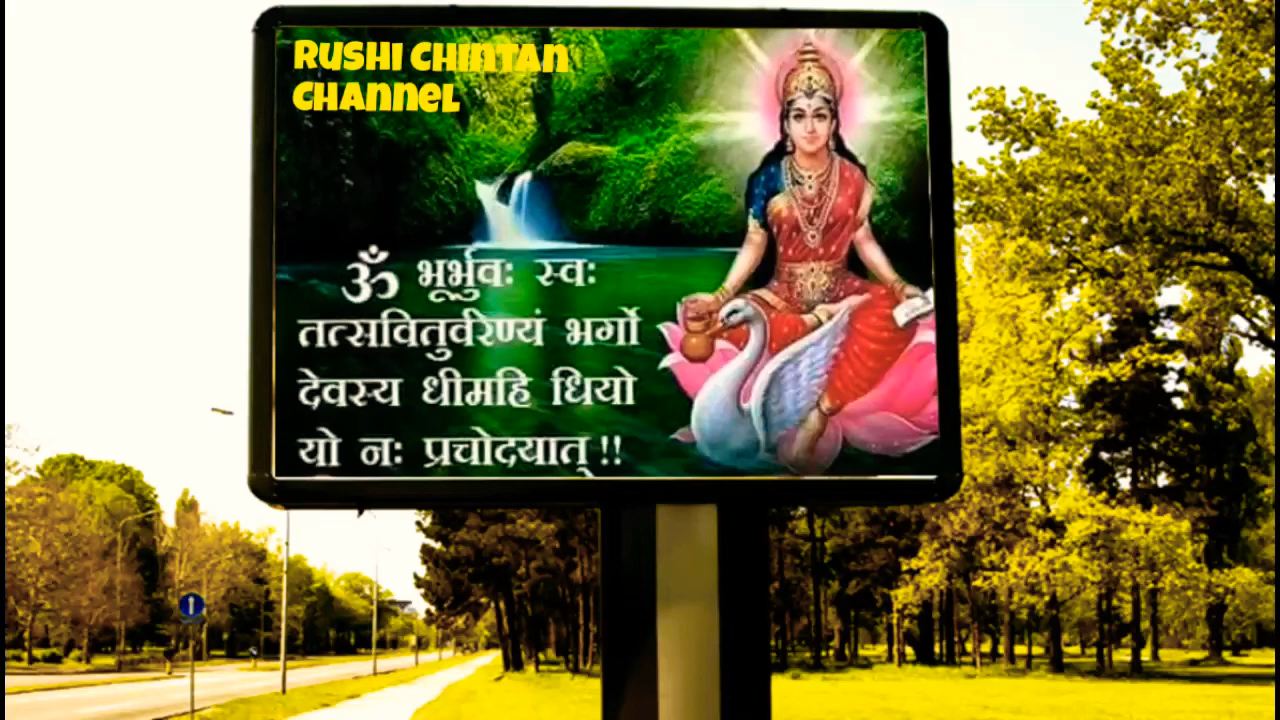 RUSHI CHINTAN
CHANNEL
ॐ भूर्भुवः स्वः
तत्सवितुर्वरेण्यं भर्गो
देवस्य धीमहि धियो
यो नः प्रचोदयात् !!